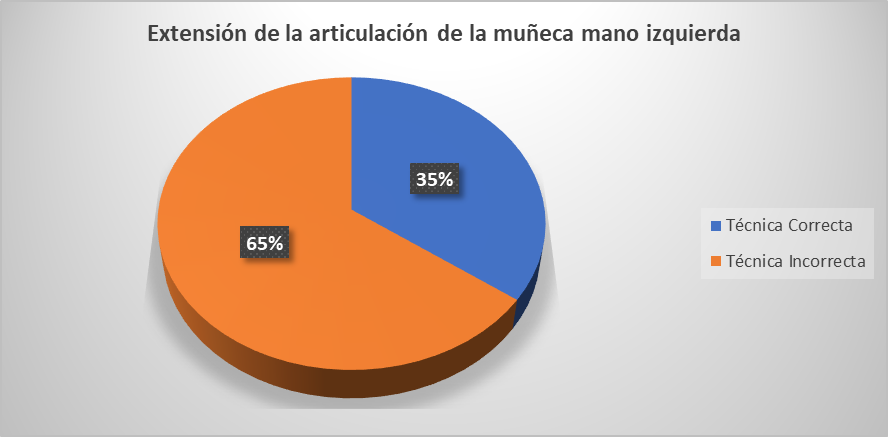 Extensión de la articulación de la muñeca mano izquierda
35%
65%
Técnica Correcta
Técnica Incorrecta